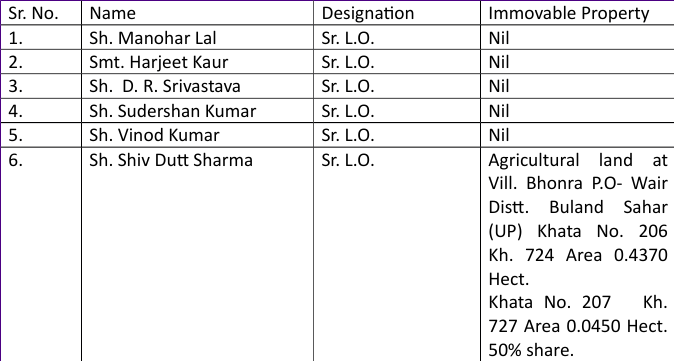 Sr. No. Name Designation Immovable Property
1. Sh. Manohar Lal Sr. L.O. Nil
2. Smt. Harjeet Kaur Sr. L.O. Nil
3. Sh. D. R. Srivastava Sr. L.O. Nil
4. Sh. Sudershan Kumar Sr. L.O. Nil
5. Sh. Vinod Kumar Sr. L.O. Nil
6. Sh. Shiv Dutt Sharma Sr. L.O. Agricultural land at
Vill. Bhonra P.O- Wair
Distt. Buland Sahar
(UP) Khata No. 206
Kh. 724 Area 0.4370
Hect.
Khata No. 207 Kh.
727 Area 0.0450 Hect.
50% share.